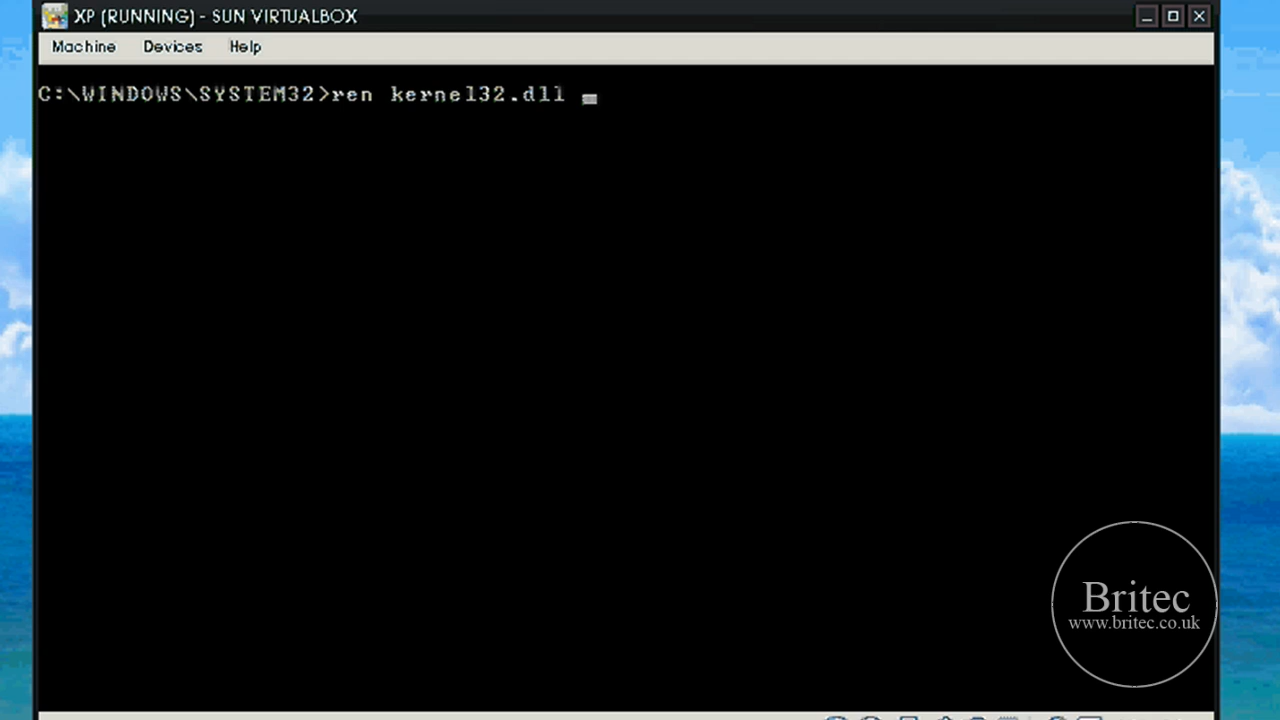 XP (RUNNING) - SUN VIRTUALBOX
Machine Devices Help
C:\WINDOWS\SYSTEM32>ren kernel32.dll
Britec
www.britec.co.uk